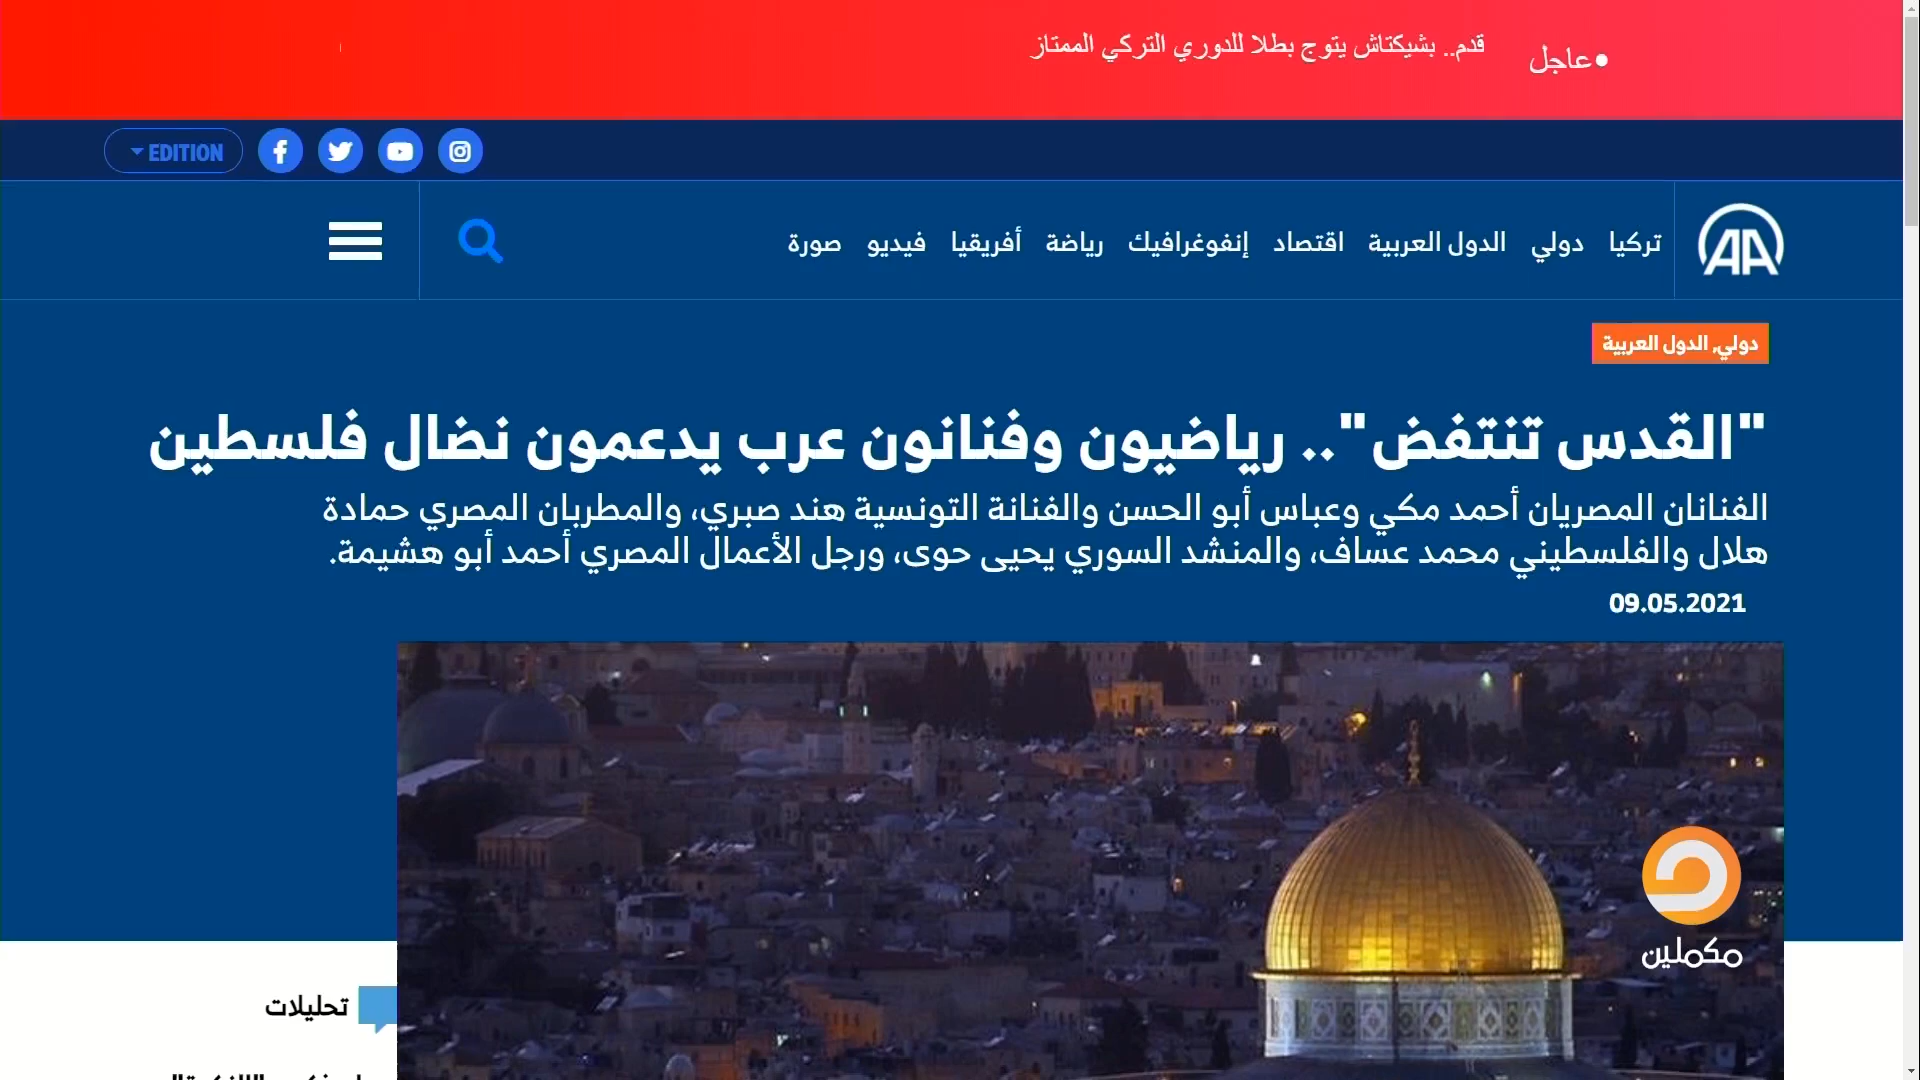 •عاجل
قدم.. بشيكتاش يتوج بطلا للدوري التركي الممتاز
EDITION
AA
تركيا دولي الدول العربية اقتصاد إنفوغرافيك رياضة أفريقيا فيديو صورة
دولي, الدول العربية
"القدس تنتفض".. رياضيون وفنانون عرب يدعمون نضال فلسطين
الفنانان المصريان أحمد مكي وعباس أبو الحسن والفنانة التونسية هند صبري، والمطربان المصري حمادة
هلال والفلسطيني محمد عساف، والمنشد السوري يحيى حوى، ورجل الأعمال المصري أحمد أبو هشيمة.
09.05.2021
مكملين
تحليلات